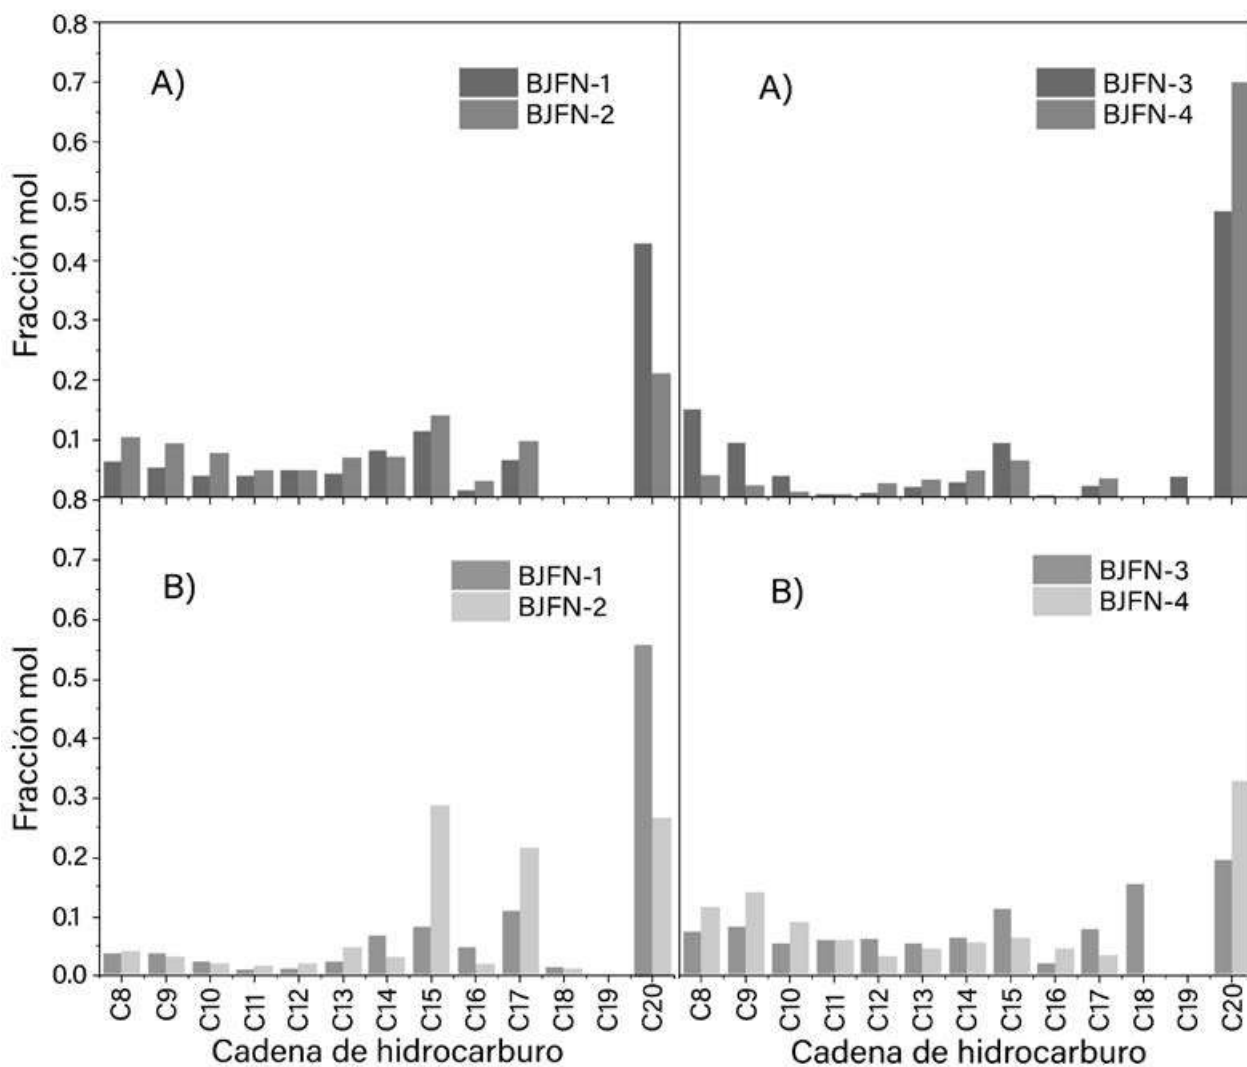 0.8
0.7
0.6
0.5
0.4
0.3
0.2
0.1
Fracción mol
A)
BJFN-1
BJFN-2
A)
BJFN-3
BJFN-4
0.8
0.7
0.6
0.5
0.4
0.3
0.2
0.1
0.0
Fracción mol
B)
BJFN-1
BJFN-2
B)
BJFN-3
BJFN-4
C8 C9 C10 C11 C12 C13 C14 C15 C16 C17 C18 C19 C20
Cadena de hidrocarburo
C8 C9 C10 C11 C12 C13 C14 C15 C16 C17 C18 C19 C20
Cadena de hidrocarburo